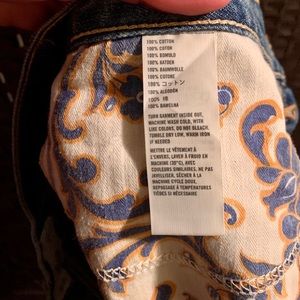 100% COTTON
100% COTON
100% KATOEN
100% BAUMWOLLE
100% COTONE
100% コットン
100% ALGODÓN
100% 棉
100% BAWEŁNA
TURN GARMENT INSIDE OUT,
MACHINE WASH COLD, WITH
LIKE COLORS. DO NOT BLEACH.
TUMBLE DRY LOW, WARM IRON
IF NEEDED
METTRE LE VÊTEMENT À
L'ENVERS, LAVER À FROID EN
MACHINE (30°C) AVEC
COULEURS SIMILAIRES. NE PAS
JAVELLISER, SÉCHER À LA
MACHINE CYCLE DOUX.
REPASSAGE À TEMPÉRATURES
TIÈDES SI NÉCESSAIRE